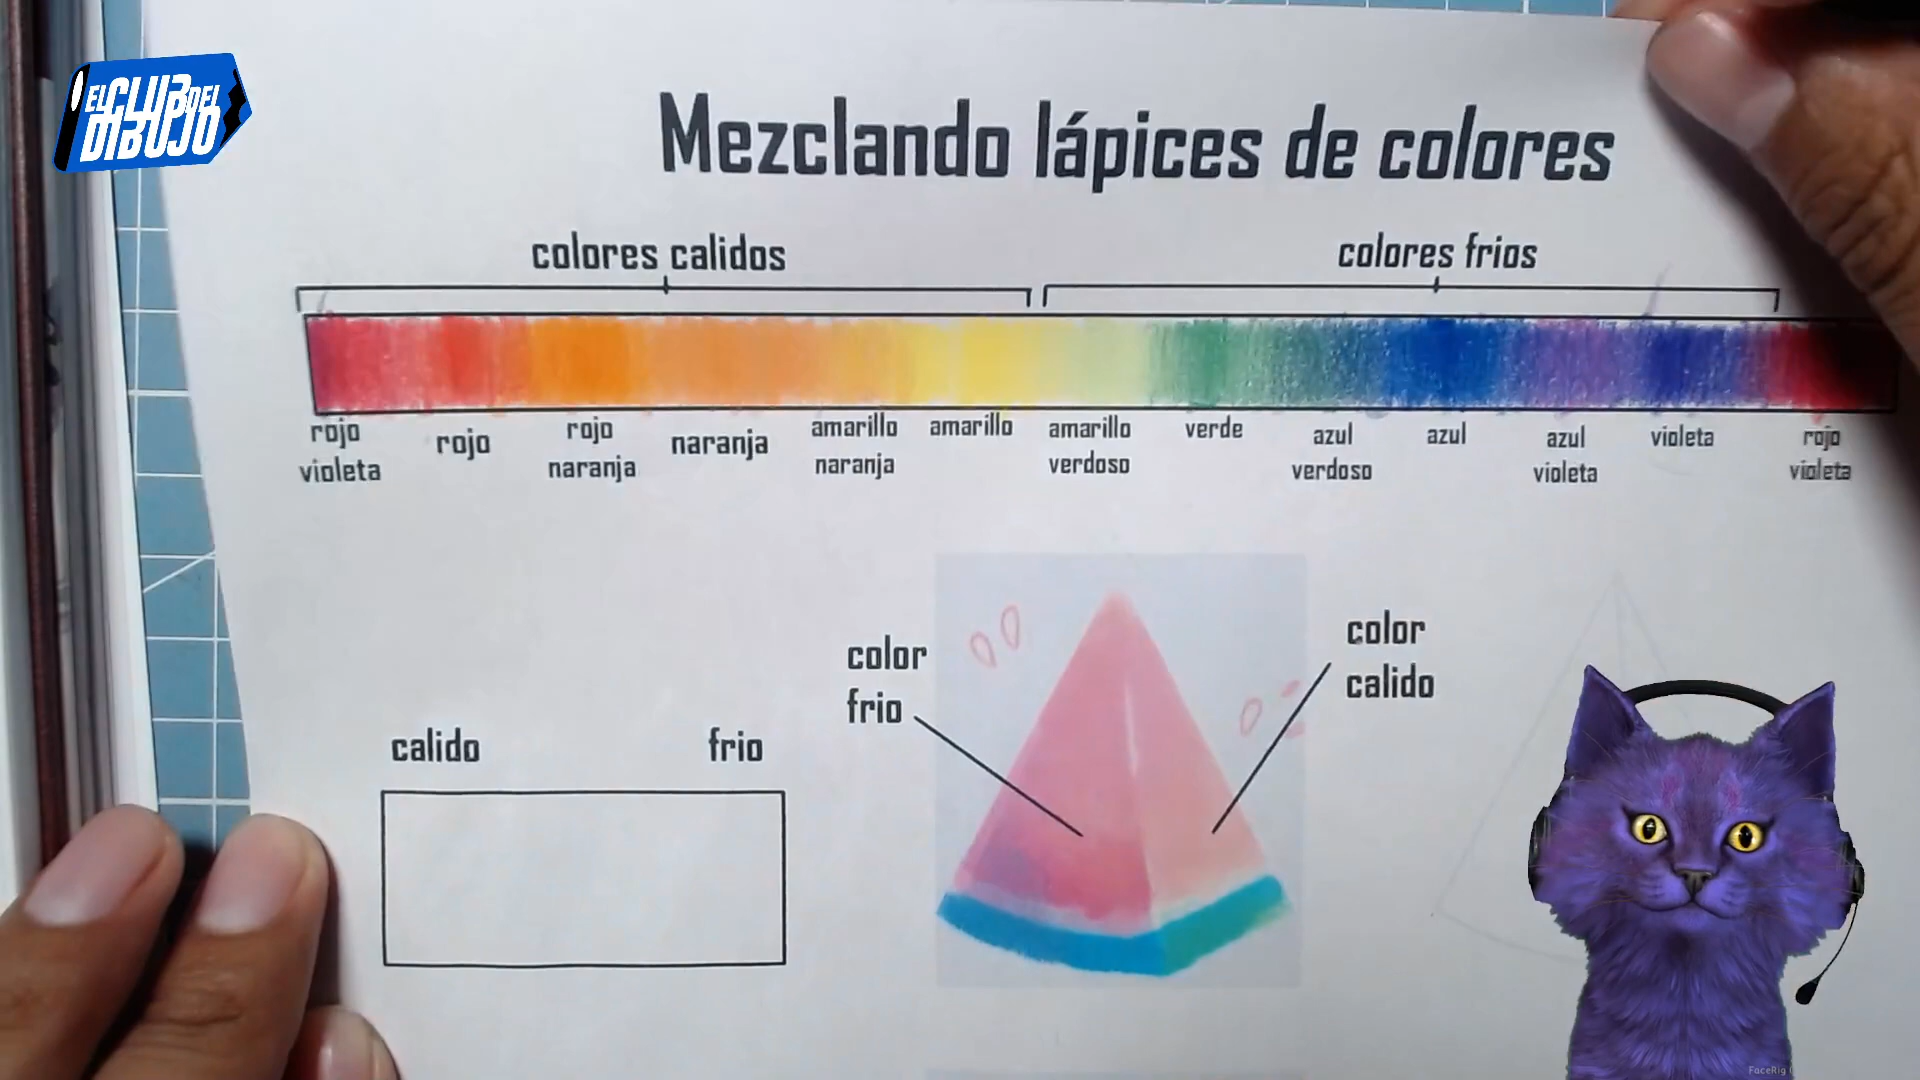 EL CLUB DEL
DIBUJO
Mezclando lápices de colores
colores calidos
colores frios
rojo
violeta
rojo
rojo
naranja
naranja
amarillo
naranja
amarillo
amarillo
verdoso
verde
azul
verdoso
azul
azul
violeta
violeta
rojo
violeta
color
frio
color
calido
calido
frio
FaceRig